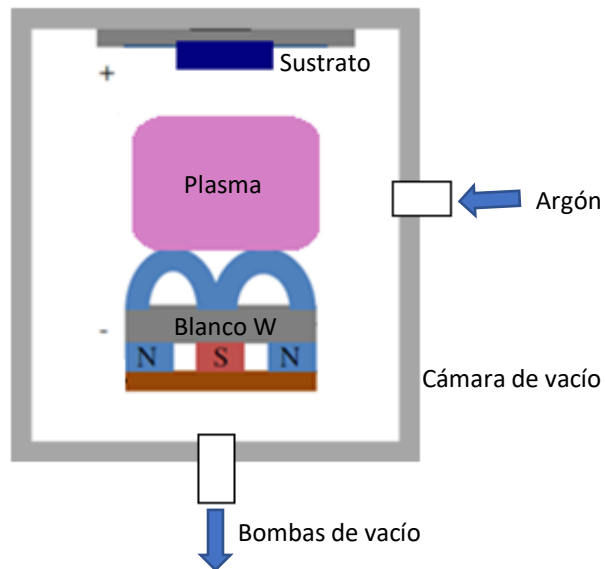 Sustrato
+
Plasma
Argón
-
Blanco W
N S N
Cámara de vacío
Bombas de vacío